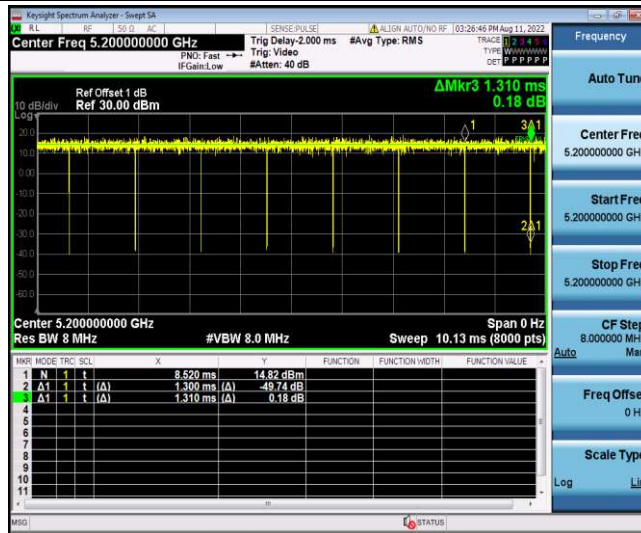 Keysight Spectrum Analyzer - Swept SA
RL RF 50 Ω AC SENSE:PULSE ALIGN AUTO/NO RF 03:26:46 PM Aug 11, 2022
Center Freq 5.200000000 GHz
PNO: Fast
IFGain:Low
Trig Delay-2.000 ms
Trig: Video
#Atten: 40 dB
#Avg Type: RMS
TRACE 1 2 3 4 5 6
TYPE WWWWWW
DET P P P P P P
Frequency
Auto Tune
Center Freq
5.200000000 GH
Start Freq
5.200000000 GH
Stop Freq
5.200000000 GH
CF Step
8.000000 MH
Auto Ma
Freq Offse
0 H
Scale Type
Log Li
Ref Offset 1 dB
10 dB/div Ref 30.00 dBm
Log
ΔMkr3 1.310 ms
0.18 dB
20.0
10.0
0.00
-10.0
-20.0
-30.0
-40.0
-50.0
-60.0
1
3Δ1
2Δ1
Center 5.200000000 GHz Span 0 Hz
Res BW 8 MHz #VBW 8.0 MHz Sweep 10.13 ms (8000 pts)
MKR MODE TRC SCL X Y FUNCTION FUNCTION WIDTH FUNCTION VALUE
1 N 1 t 8.520 ms 14.82 dBm
2 Δ1 1 t (Δ) 1.300 ms (Δ) -49.74 dB
3 Δ1 1 t (Δ) 1.310 ms (Δ) 0.18 dB
4
5
6
7
8
9
10
11
MSG STATUS